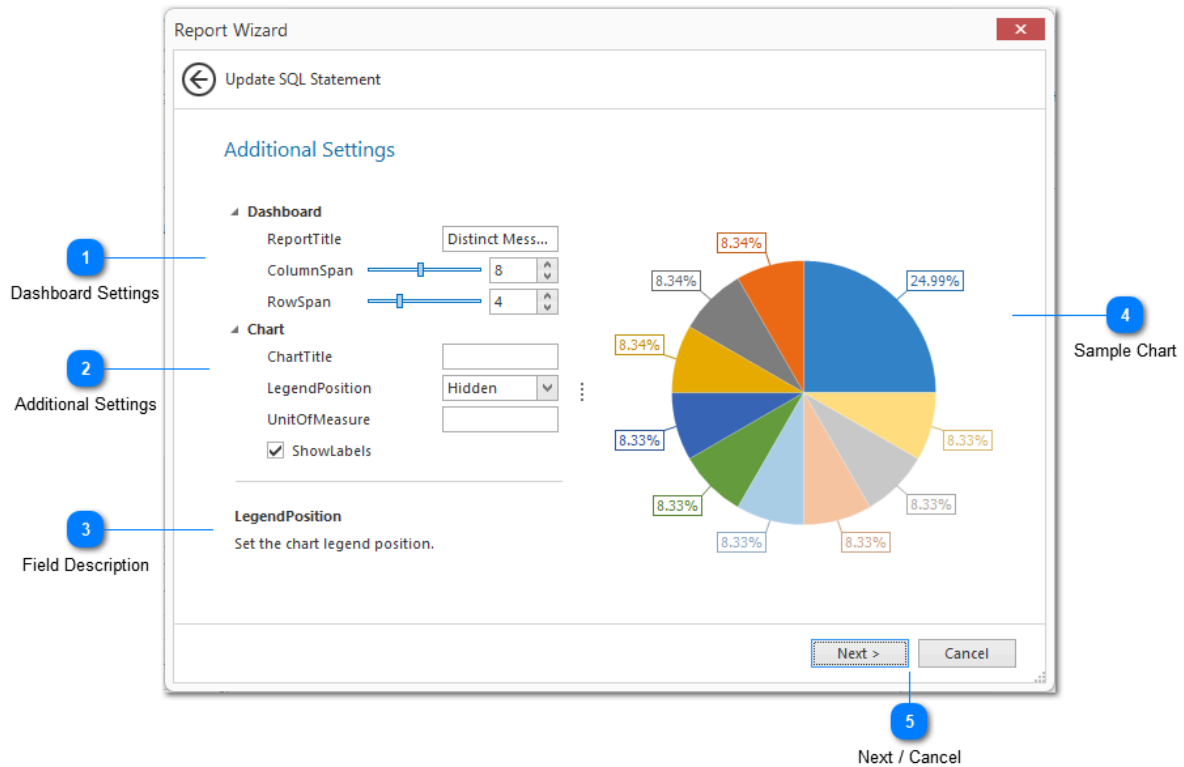 Report Wizard
Update SQL Statement
Additional Settings
Dashboard
ReportTitle Distinct Mess...
ColumnSpan 8
RowSpan 4
Chart
ChartTitle
LegendPosition Hidden
UnitOfMeasure
ShowLabels
LegendPosition
Set the chart legend position.
8.34%
24.99%
8.34%
8.34%
8.33%
8.33%
8.33%
8.33%
8.33%
8.33%
Next >
Cancel
1
Dashboard Settings
2
Additional Settings
3
Field Description
4
Sample Chart
5
Next / Cancel